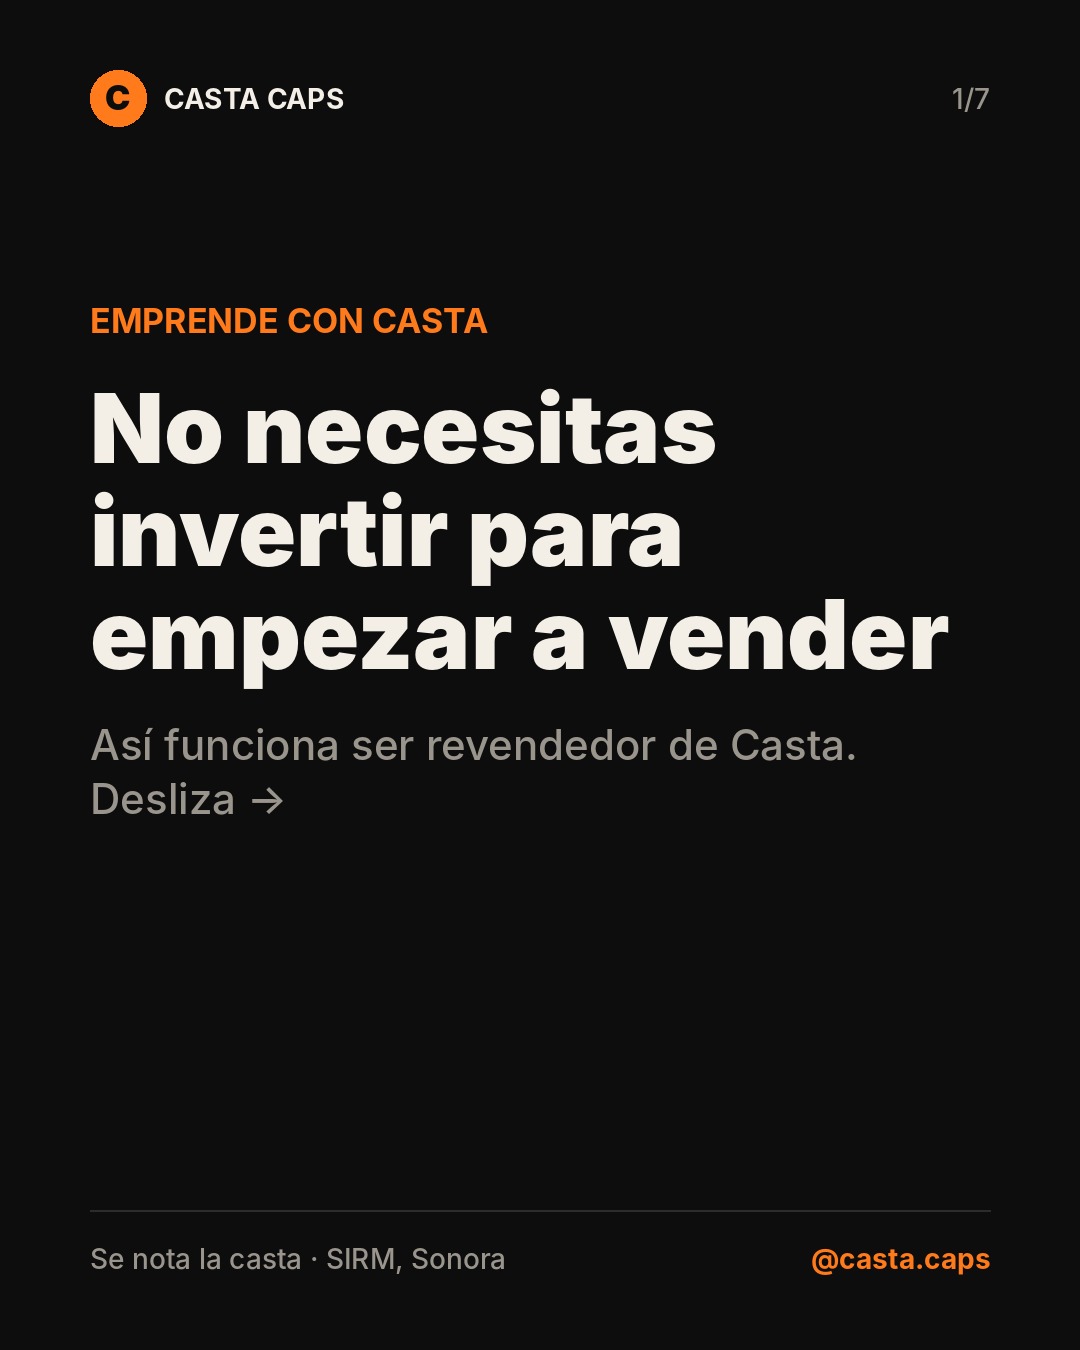 C CASTA CAPS
1/7
EMPRENDE CON CASTA
No necesitas
invertir para
empezar a vender
Así funciona ser revendedor de Casta.
Desliza →
Se nota la casta · SIRM, Sonora
@casta.caps